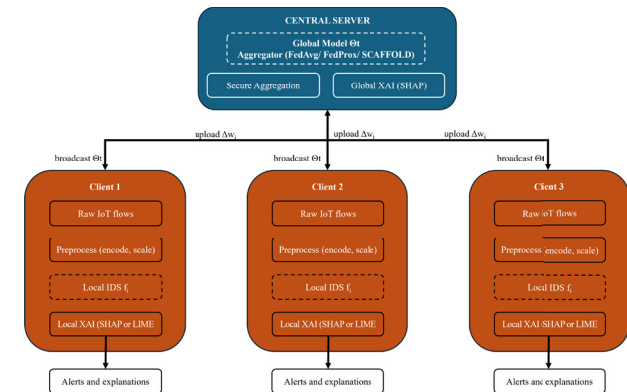 CENTRAL SERVER
Global Model Θt
Aggregator (FedAvg/ FedProx/ SCAFFOLD)
Secure Aggregation
Global XAI (SHAP)
upload Δwᵢ
upload Δwᵢ
upload Δwᵢ
broadcast Θt
broadcast Θt
broadcast Θt
Client 1
Raw IoT flows
Preprocess (encode, scale)
Local IDS fᵢ
Local XAI (SHAP or LIME
Alerts and explanations
Client 2
Raw IoT flows
Preprocess (encode, scale)
Local IDS fᵢ
Local XAI (SHAP or LIME
Alerts and explanations
Client 3
Raw IoT flows
Preprocess (encode, scale)
Local IDS fᵢ
Local XAI (SHAP or LIME
Alerts and explanations